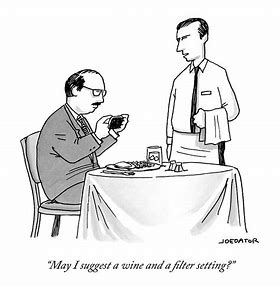 JOEDATOR
“May I suggest a wine and a filter setting?”